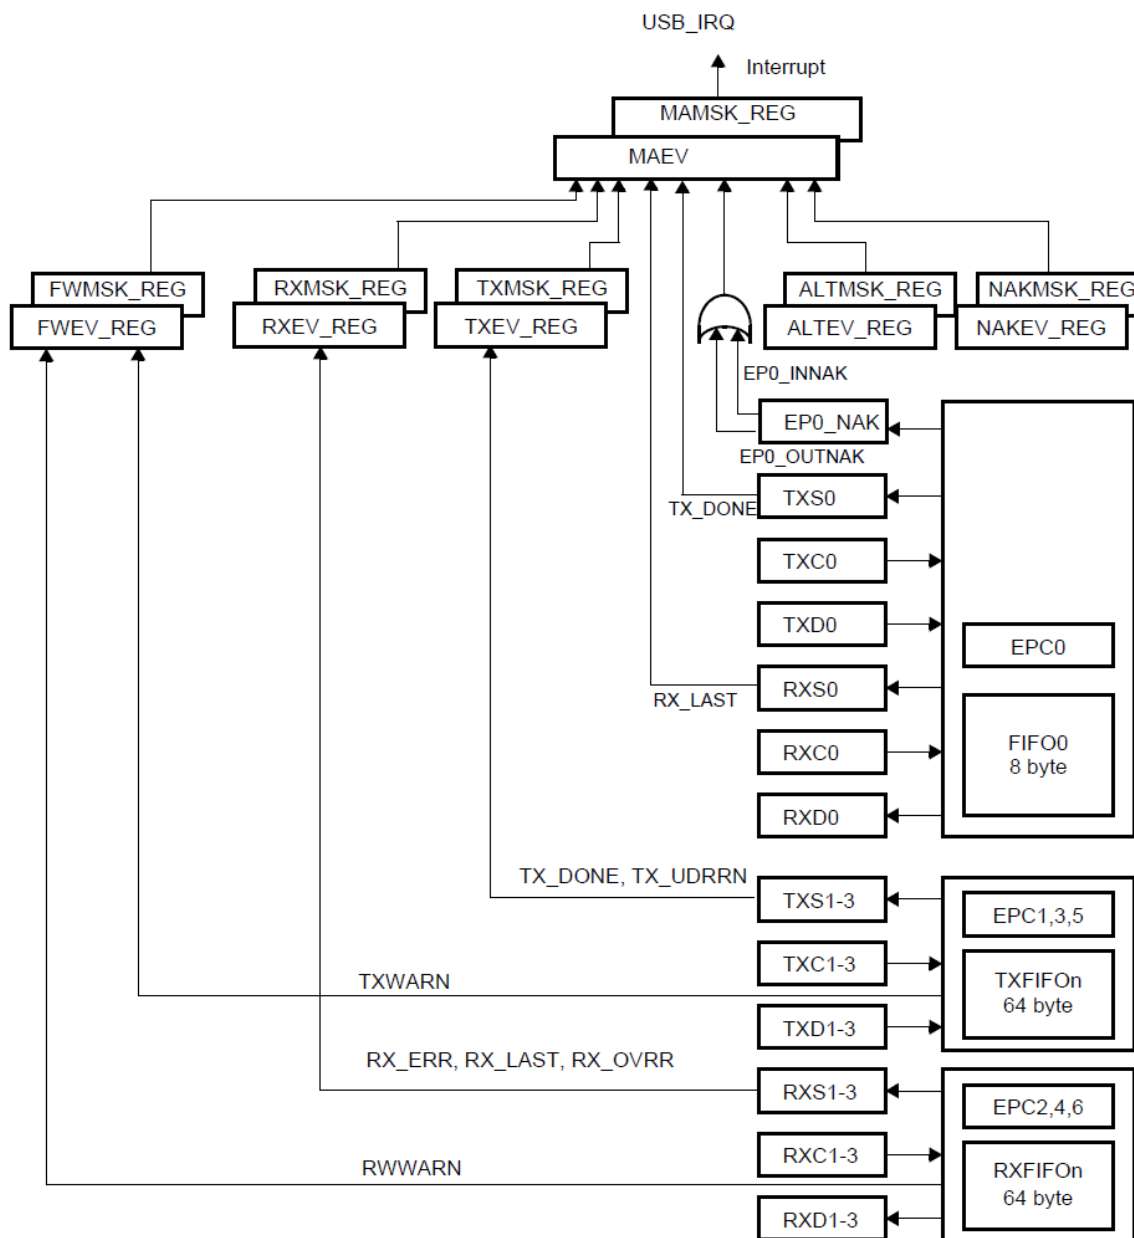 USB_IRQ
Interrupt
MAMSK_REG
MAEV
FWMSK_REG
RXMSK_REG
TXMSK_REG
ALTMSK_REG
NAKMSK_REG
FWEV_REG
RXEV_REG
TXEV_REG
ALTEV_REG
NAKEV_REG
EP0_INNAK
EP0_NAK
EP0_OUTNAK
TXS0
TX_DONE
TXC0
TXD0
EPC0
RXS0
RX_LAST
RXC0
FIFO0
8 byte
RXD0
TX_DONE, TX_UDRRN
TXS1-3
EPC1,3,5
TXC1-3
TXWARN
TXFIFOn
64 byte
TXD1-3
RX_ERR, RX_LAST, RX_OVRR
RXS1-3
EPC2,4,6
RXC1-3
RWWARN
RXFIFOn
64 byte
RXD1-3